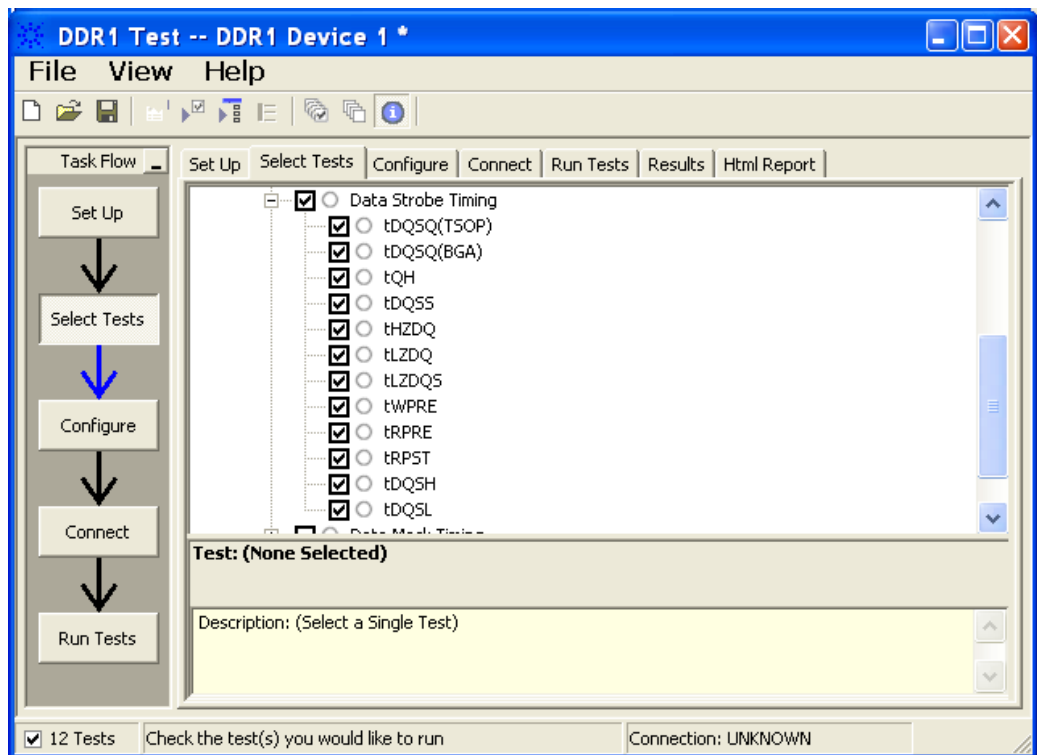 DDR1 Test -- DDR1 Device 1 *
File View Help
Task Flow
Set Up
Select Tests
Configure
Connect
Run Tests
Set Up Select Tests Configure Connect Run Tests Results Html Report
Data Strobe Timing
tDQSQ(TSOP)
tDQSQ(BGA)
tQH
tDQSS
tHZDQ
tLZDQ
tLZDQS
tWPRE
tRPRE
tRPST
tDQSH
tDQSL
Data Mask Timing
Test: (None Selected)
Description: (Select a Single Test)
12 Tests Check the test(s) you would like to run Connection: UNKNOWN